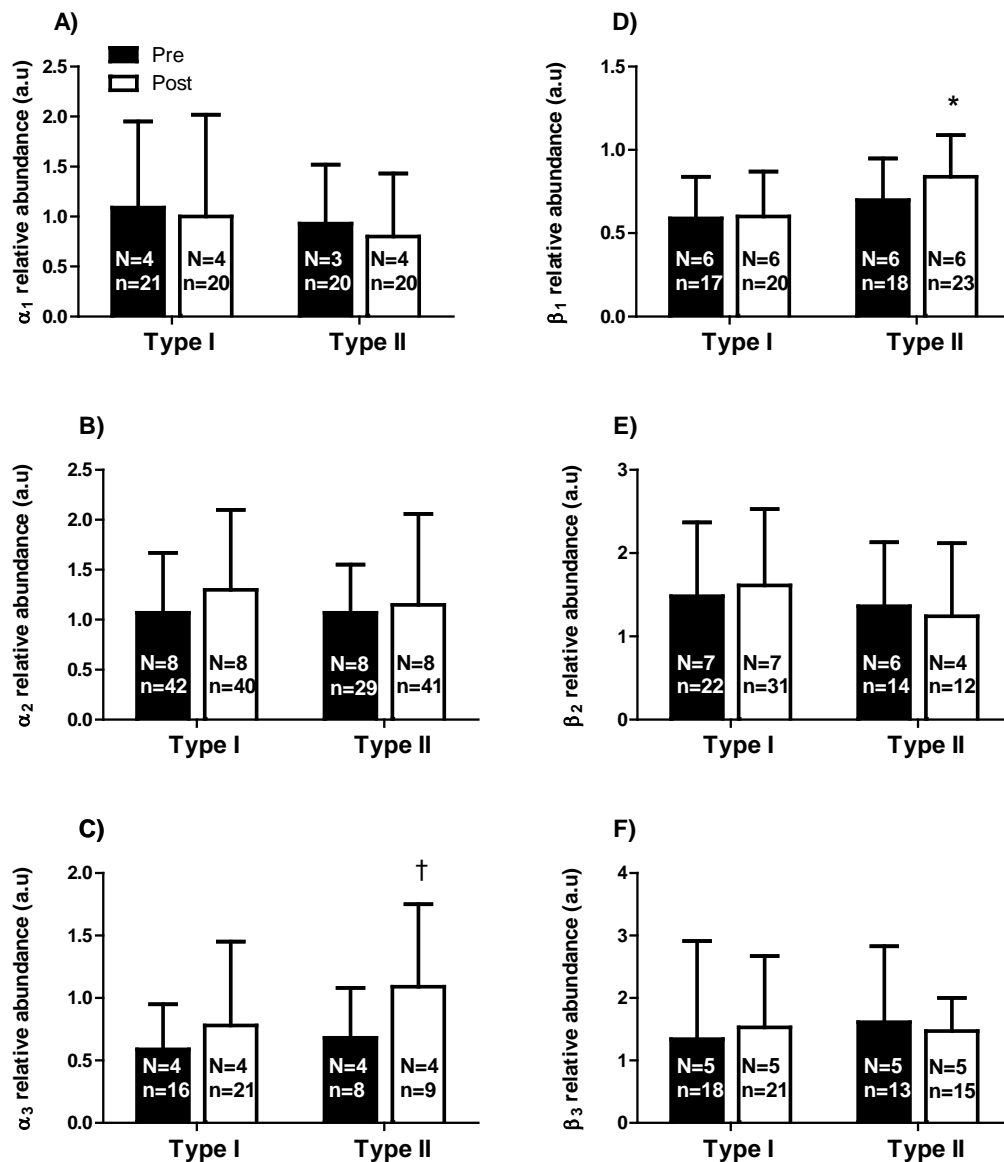 A)
Pre
Post
α1 relative abundance (a.u)
2.5
2.0
1.5
1.0
0.5
0.0
N=4
n=21
N=4
n=20
N=3
n=20
N=4
n=20
Type I
Type II
D)
β1 relative abundance (a.u)
1.5
1.0
0.5
0.0
*
N=6
n=17
N=6
n=20
N=6
n=18
N=6
n=23
Type I
Type II
B)
α2 relative abundance (a.u)
2.5
2.0
1.5
1.0
0.5
0.0
N=8
n=42
N=8
n=40
N=8
n=29
N=8
n=41
Type I
Type II
E)
β2 relative abundance (a.u)
3
2
1
0
N=7
n=22
N=7
n=31
N=6
n=14
N=4
n=12
Type I
Type II
C)
α3 relative abundance (a.u)
2.0
1.5
1.0
0.5
0.0
†
N=4
n=16
N=4
n=21
N=4
n=8
N=4
n=9
Type I
Type II
F)
β3 relative abundance (a.u)
4
3
2
1
0
N=5
n=18
N=5
n=21
N=5
n=13
N=5
n=15
Type I
Type II